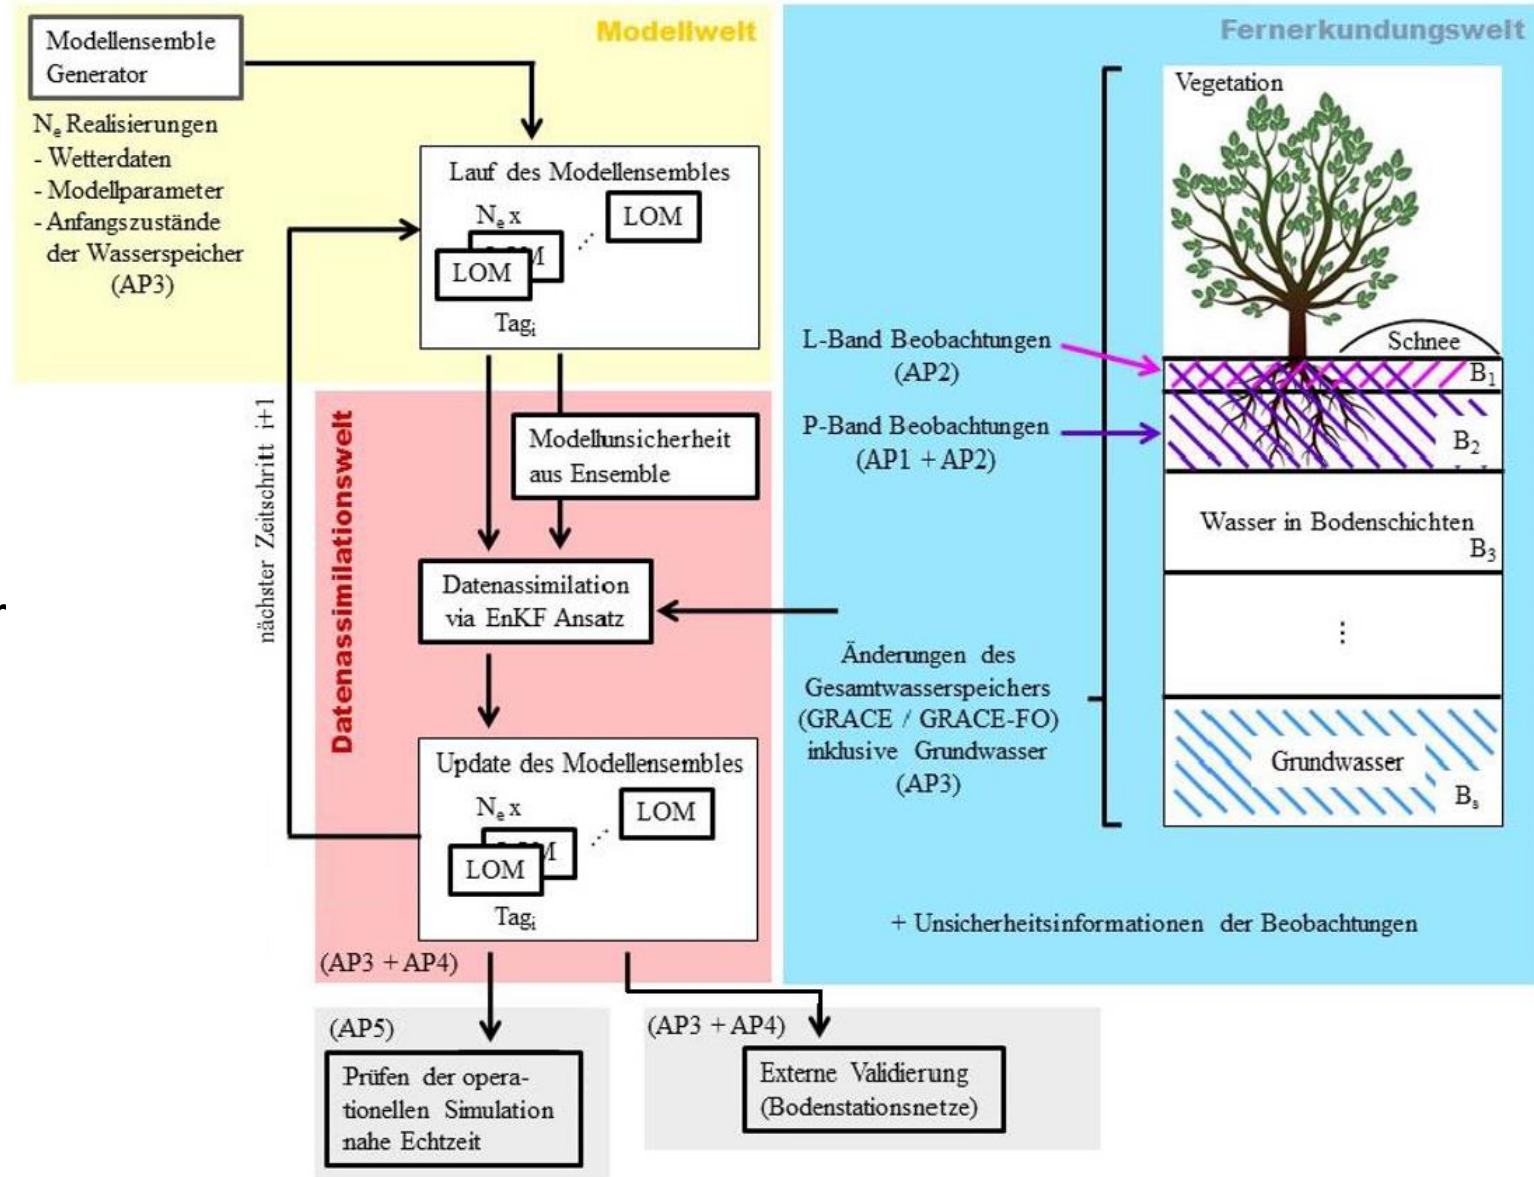 Modellwelt
Modellensemble
Generator
Nₑ Realisierungen
- Wetterdaten
- Modellparameter
- Anfangszustände
der Wasserspeicher
(AP3)
Lauf des Modellensembles
Nₑ x
LOM
LOM
Tagᵢ
nächster Zeitschritt i+1
Datenassimilationswelt
Modellunsicherheit
aus Ensemble
Datenassimilation
via EnKF Ansatz
Update des Modellensembles
Nₑ x
LOM
LOM
Tagᵢ
(AP3 + AP4)
(AP5)
Prüfen der opera-
tionellen Simulation
nahe Echtzeit
(AP3 + AP4)
Externe Validierung
(Bodenstationsnetze)
Fernerkundungswelt
Vegetation
Schnee
L-Band Beobachtungen
(AP2)
B₁
P-Band Beobachtungen
(AP1 + AP2)
B₂
Wasser in Bodenschichten
B₃
⋮
Änderungen des
Gesamtwasserspeichers
(GRACE / GRACE-FO)
inklusive Grundwasser
(AP3)
Grundwasser
Bₛ
+ Unsicherheitsinformationen der Beobachtungen